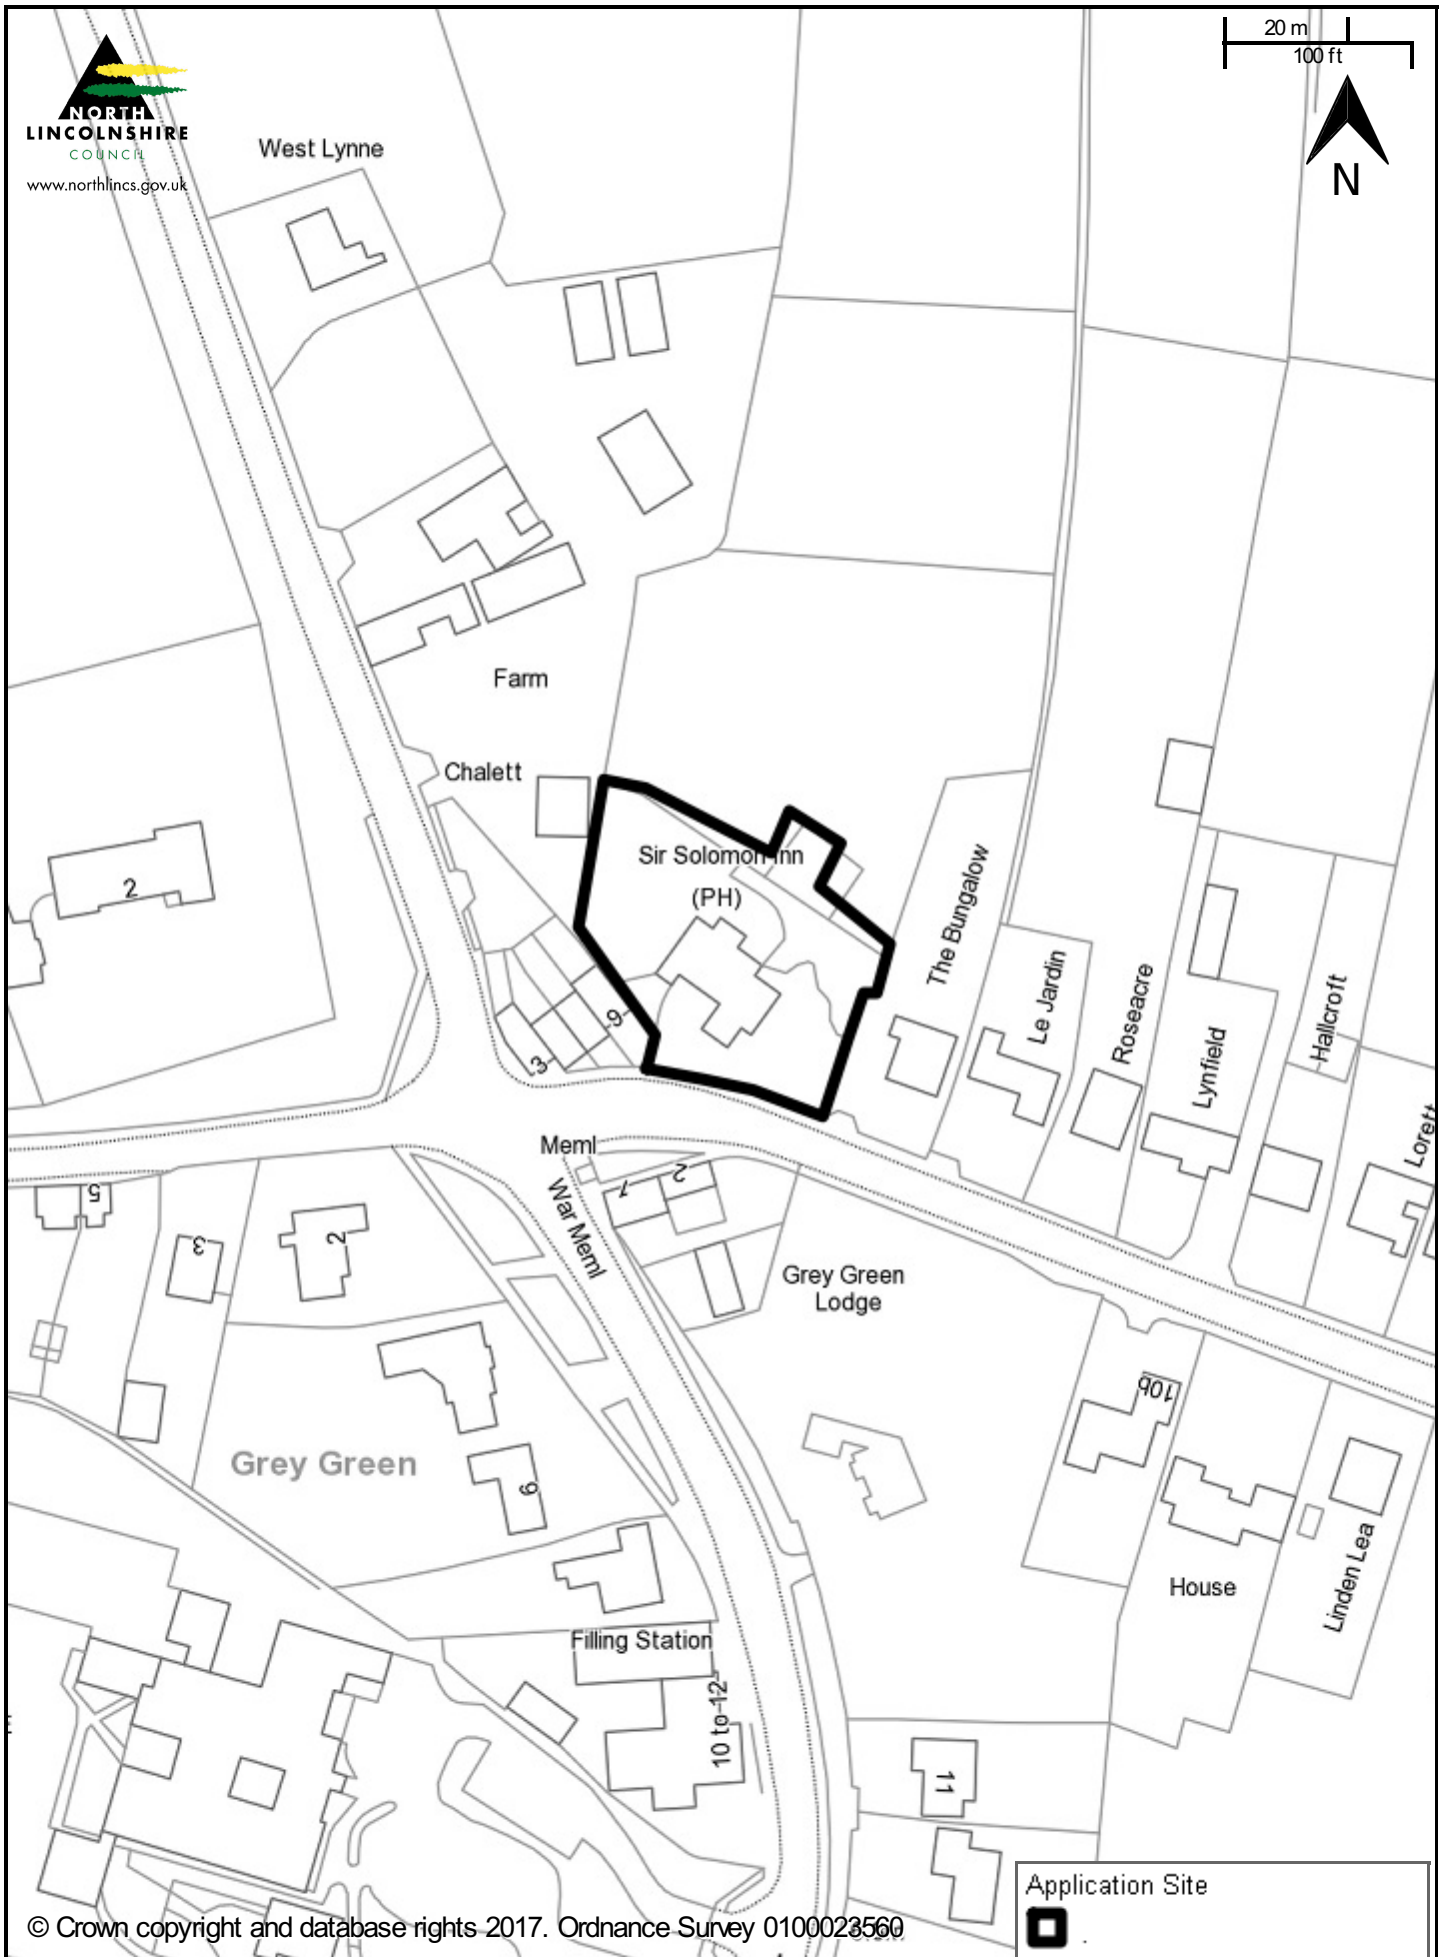 20 m
100 ft
NORTH
LINCOLNSHIRE
COUNCIL
www.northlincs.gov.uk
N
West Lynne
Farm
Chalett
Sir Solomon Inn
(PH)
2
9
3
The Bungalow
Le Jardin
Roseacre
Lynfield
Hallcroft
Lorett
Meml
War Meml
1
2
5
3
2
Grey Green
Lodge
10b
Grey Green
9
House
Linden Lea
Filling Station
10 to 12
11
Application Site
.
© Crown copyright and database rights 2017. Ordnance Survey 0100023560